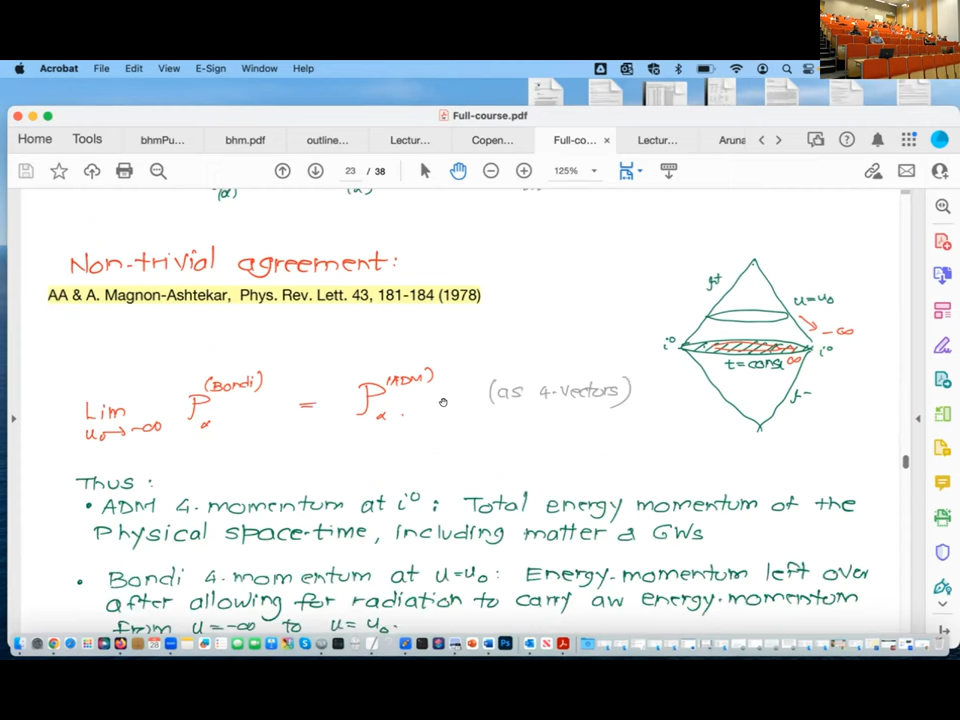 Acrobat File Edit View E-Sign Window Help
Full-course.pdf
Home Tools bhmPu... bhm.pdf outline... Lectur... Copen... Full-co... × Lectur... Aruna
23 / 38 125%
(α)
Non-trivial agreement:
AA & A. Magnon-Ashtekar, Phys. Rev. Lett. 43, 181-184 (1978)
u=u₀
-∞
i⁰ i⁰
t=const ∞
Lim u₀→-∞ P_α^(Bondi) = P_α^(ADM) (as 4-vectors)
Thus:
• ADM 4-momentum at i⁰: Total energy momentum of the
Physical space-time, including matter & GWs
• Bondi 4-momentum at u=u₀: Energy-momentum left over
after allowing for radiation to carry aw energy-momentum
from u=-∞ to u=u₀.